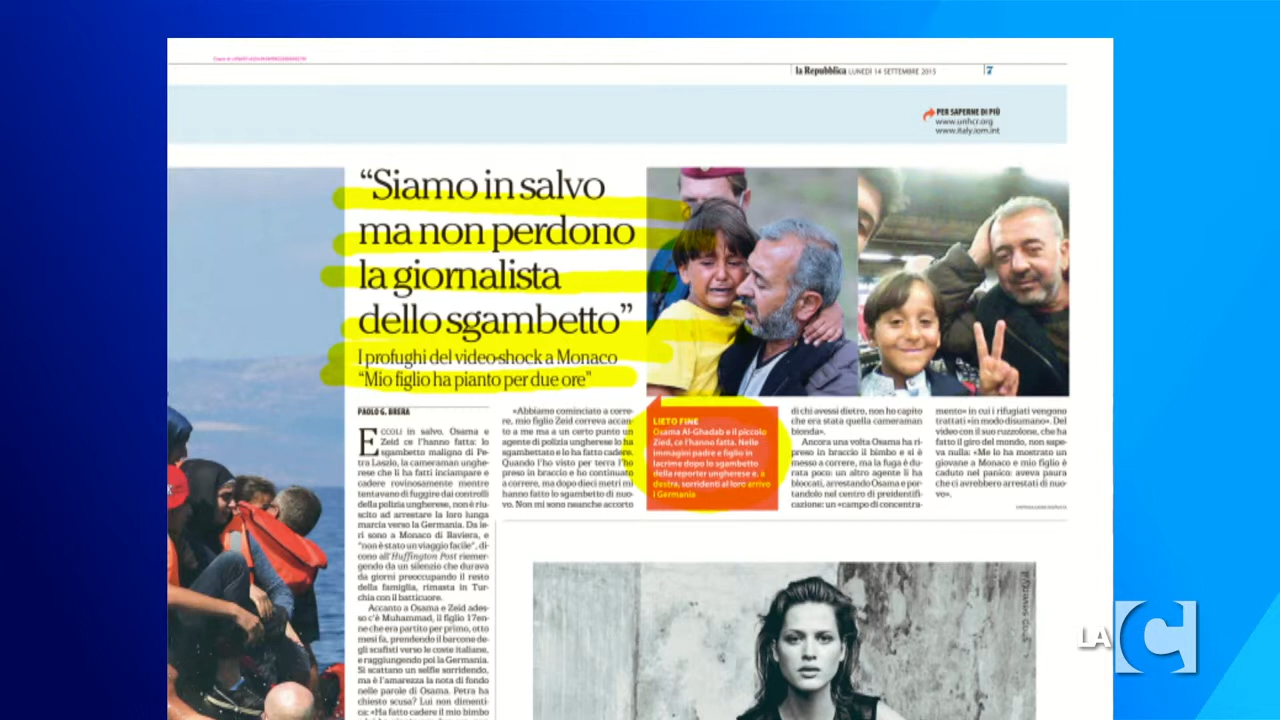 la Repubblica LUNEDÌ 14 SETTEMBRE 2015
7
PER SAPERNE DI PIÙ
www.unhcr.org
www.italy.iom.int
“Siamo in salvo
ma non perdono
la giornalista
dello sgambetto”
I profughi del video-shock a Monaco
“Mio figlio ha pianto per due ore”
PAOLO G. BRERA
ECCOLI in salvo. Osama e
Zeid ce l'hanno fatta: lo
sgambetto maligno di Pe-
tra Laszlo, la cameraman unghe-
rese che li ha fatti inciampare e
cadere rovinosamente mentre
tentavano di fuggire dai controlli
della polizia ungherese, non è riu-
scito ad arrestare la loro lunga
marcia verso la Germania. Da ie-
ri sono a Monaco di Baviera, e
“non è stato un viaggio facile”, di-
cono all'Huffington Post riemer-
gendo da un silenzio che durava
da giorni preoccupando il resto
della famiglia, rimasta in Tur-
chia con il batticuore.
Accanto a Osama e Zeid ades-
so c'è Muhammad, il figlio 17en-
ne che era partito per primo, otto
mesi fa, prendendo il barcone de-
gli scafisti verso le coste italiane,
e raggiungendo poi la Germania.
Si scattano un selfie sorridendo,
ma è l'amarezza la nota di fondo
nelle parole di Osama. Petra ha
chiesto scusa? Lui non dimenti-
ca: «Ha fatto cadere il mio bimbo
«Abbiamo cominciato a corre-
re, mio figlio Zeid correva accan-
to a me ma a un certo punto un
agente di polizia ungherese lo ha
sgambettato e lo ha fatto cadere.
Quando l'ho visto per terra l'ho
preso in braccio e ho continuato
a correre, ma dopo dieci metri mi
hanno fatto lo sgambetto di nuo-
vo. Non mi sono neanche accorto
LIETO FINE
Osama Al-Ghadab e il piccolo
Zied, ce l'hanno fatta. Nelle
immagini padre e figlio in
lacrime dopo lo sgambetto
della reporter ungherese e, a
destra, sorridenti al loro arrivo
i Germania
di chi avessi dietro, non ho capito
che era stata quella cameraman
bionda».
Ancora una volta Osama ha ri-
preso in braccio il bimbo e si è
messo a correre, ma la fuga è du-
rata poco: un altro agente li ha
bloccati, arrestando Osama e por-
tandolo nel centro di preidentifi-
cazione: un «campo di concentra-
mento» in cui i rifugiati vengono
trattati «in modo disumano». Del
video con il suo ruzzolone, che ha
fatto il giro del mondo, non sape-
va nulla: «Me lo ha mostrato un
giovane a Monaco e mio figlio è
caduto nel panico: aveva paura
che ci avrebbero arrestati di nuo-
vo».
LA C